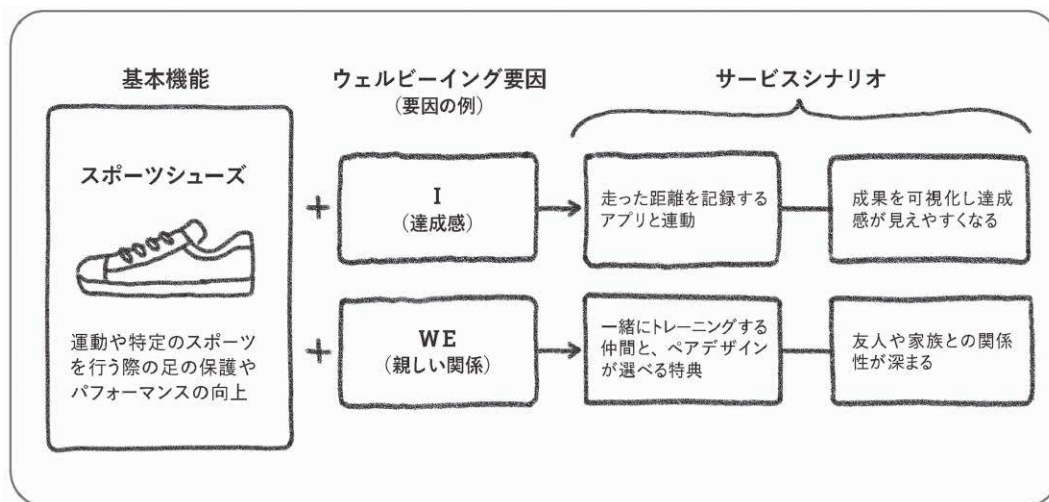 基本機能
ウェルビーイング要因
（要因の例）
サービスシナリオ
スポーツシューズ
運動や特定のスポーツ
を行う際の足の保護や
パフォーマンスの向上
+
I
（達成感）
走った距離を記録する
アプリと連動
成果を可視化し達成
感が見えやすくなる
+
WE
（親しい関係）
一緒にトレーニングする
仲間と、ペアデザイン
が選べる特典
友人や家族との関係
性が深まる